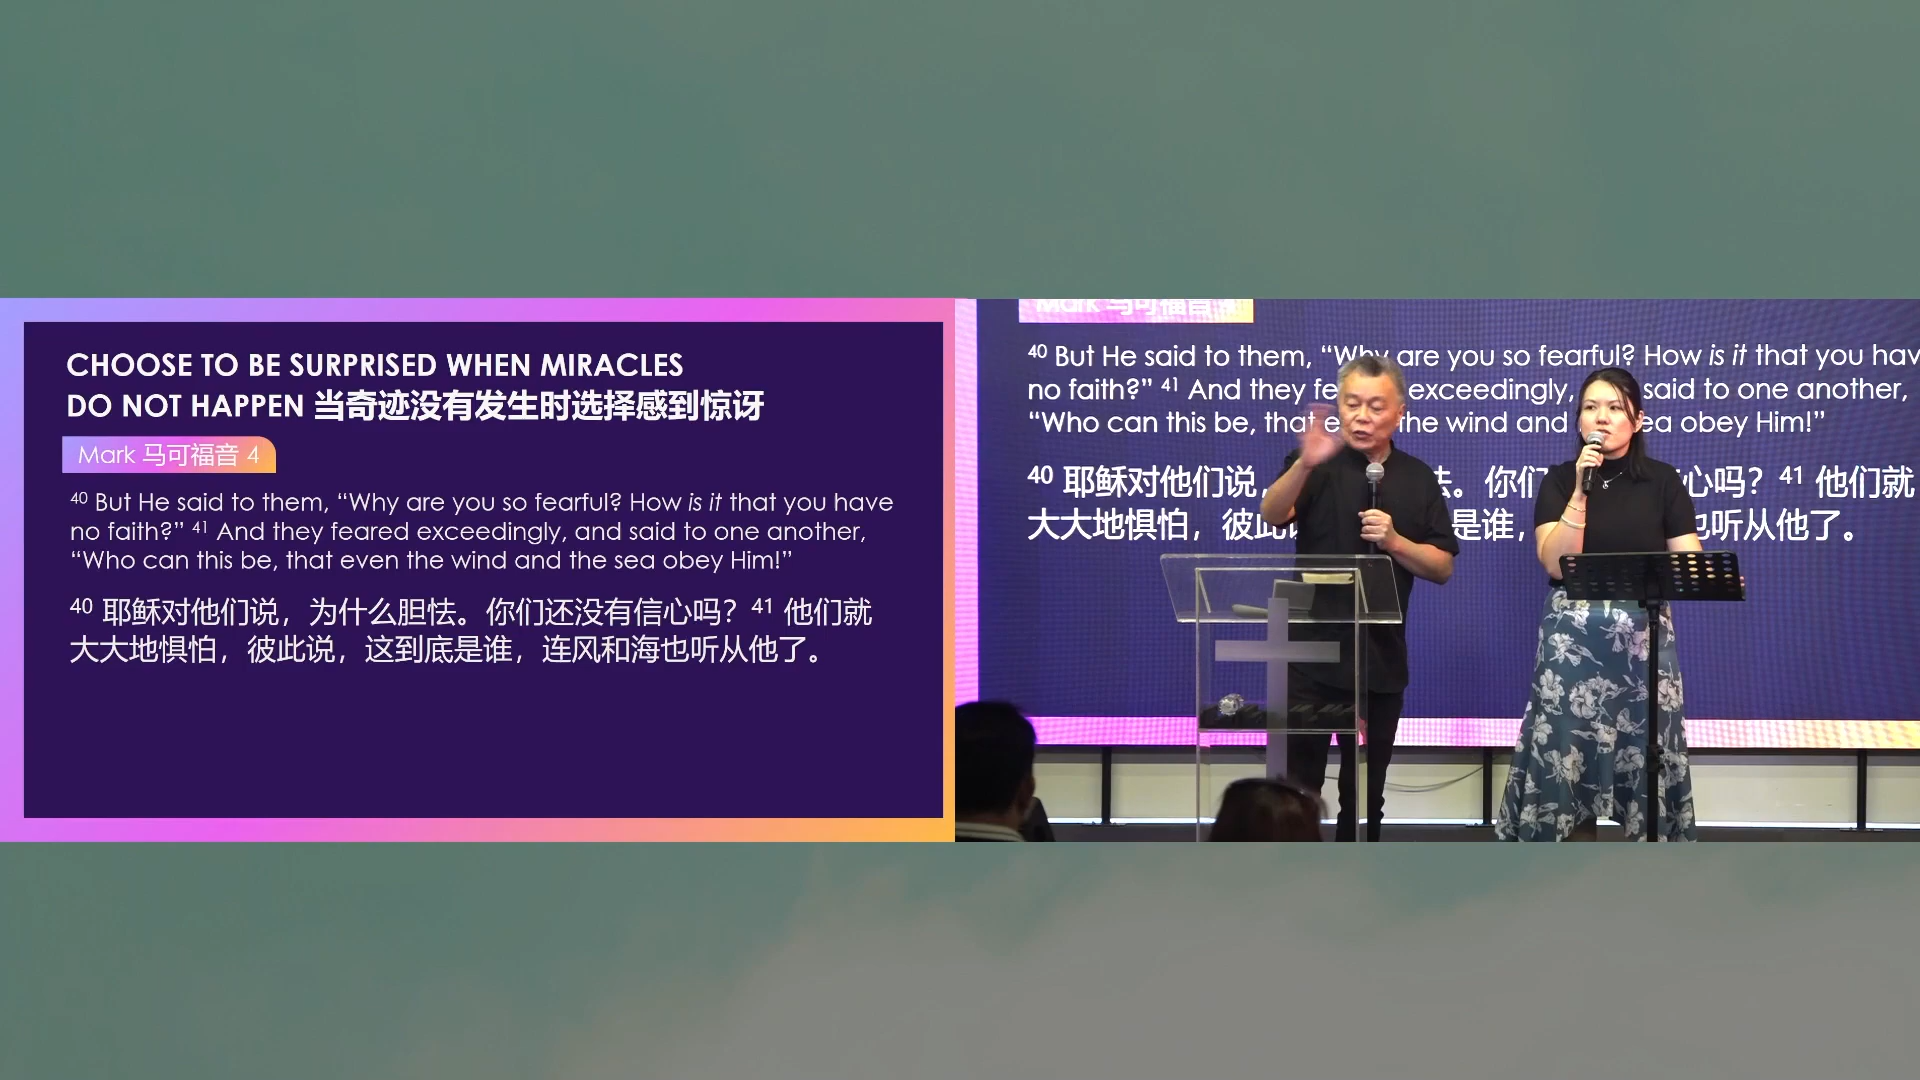 CHOOSE TO BE SURPRISED WHEN MIRACLES
DO NOT HAPPEN 当奇迹没有发生时选择感到惊讶
Mark 马可福音 4
40 But He said to them, “Why are you so fearful? How is it that you have
no faith?” 41 And they feared exceedingly, and said to one another,
“Who can this be, that even the wind and the sea obey Him!”
40 耶稣对他们说，为什么胆怯。你们还没有信心吗？41 他们就
大大地惧怕，彼此说，这到底是谁，连风和海也听从他了。
Mark 马可福音
40 But He said to them, “Why are you so fearful? How is it that you hav
no faith?” 41 And they fe exceedingly, said to one another,
“Who can this be, that e the wind and ea obey Him!”
40 耶稣对他们说， 怯。你们 心吗？41 他们就
大大地惧怕，彼此 是谁， 也听从他了。